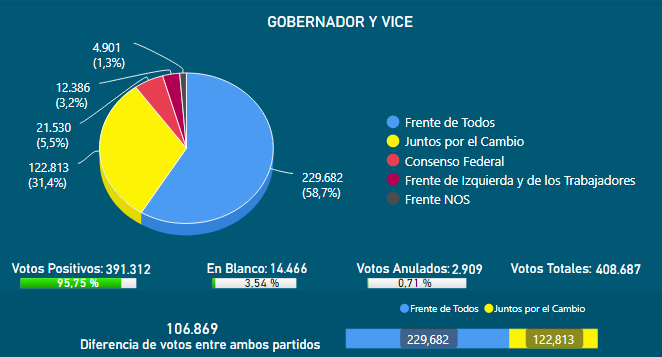 GOBERNADOR Y VICE
4.901
(1,3%)
12.386
(3,2%)
21.530
(5,5%)
122.813
(31,4%)
229.682
(58,7%)
Frente de Todos
Juntos por el Cambio
Consenso Federal
Frente de Izquierda y de los Trabajadores
Frente NOS
Votos Positivos: 391.312
95,75 %
En Blanco: 14.466
3,54 %
Votos Anulados: 2.909
0,71 %
Votos Totales: 408.687
106.869
Diferencia de votos entre ambos partidos
Frente de Todos Juntos por el Cambio
229,682 122,813